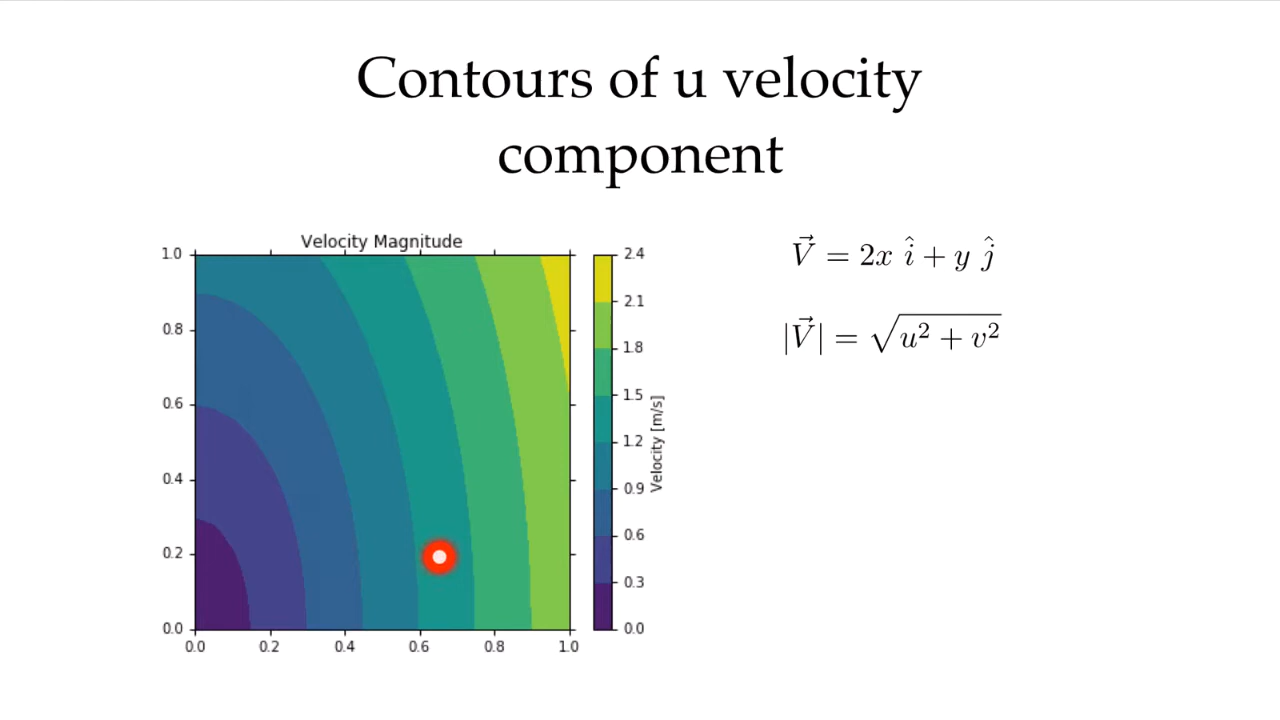 Contours of u velocity
component
Velocity Magnitude
1.0
0.8
0.6
0.4
0.2
0.0
0.0 0.2 0.4 0.6 0.8 1.0
2.4
2.1
1.8
1.5
1.2
0.9
0.6
0.3
0.0
Velocity [m/s]
V⃗ = 2x î + y ĵ
|V⃗| = √(u² + v²)